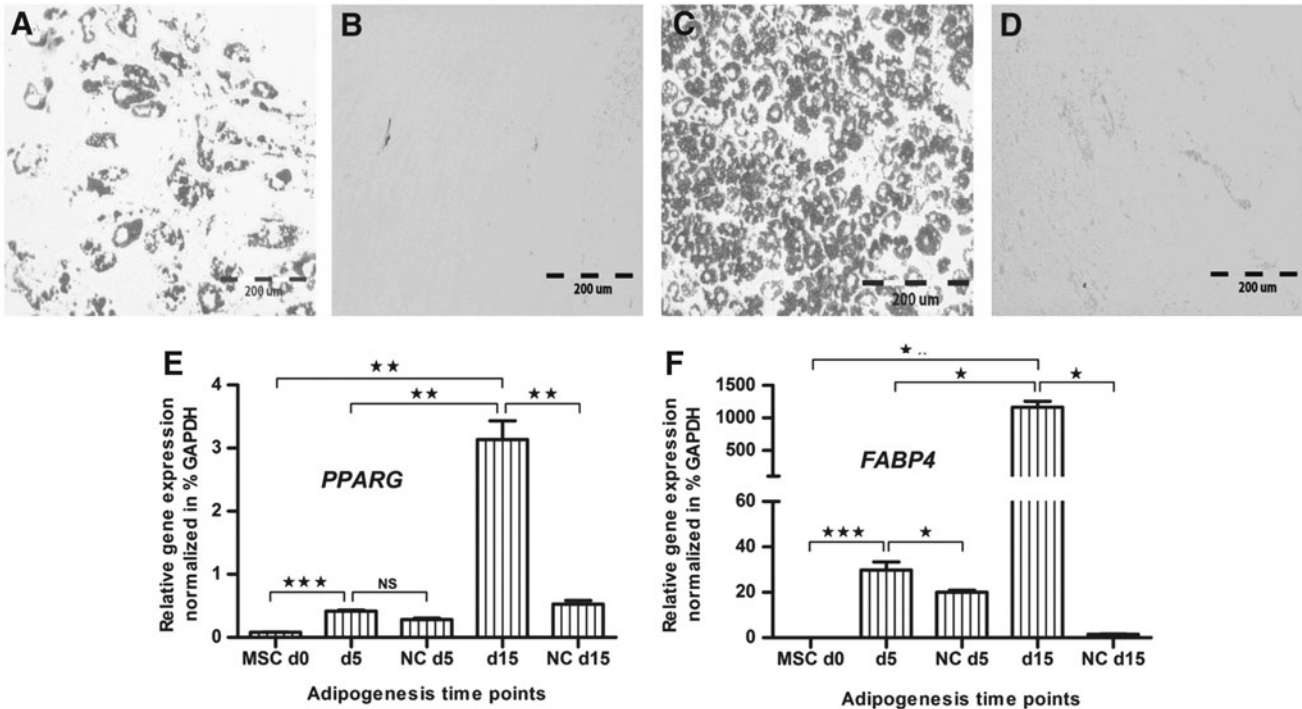 A
B
C
D
200 um
200 um
200 um
200 um
E
Relative gene expression
normalized in % GAPDH
4
3
2
1
0
PPARG
★★
★★
★★
★★★
NS
MSC d0
d5
NC d5
d15
NC d15
Adipogenesis time points
F
Relative gene expression
normalized in % GAPDH
1500
1000
500
60
40
20
0
FABP4
★
★
★
★★★
★
MSC d0
d5
NC d5
d15
NC d15
Adipogenesis time points